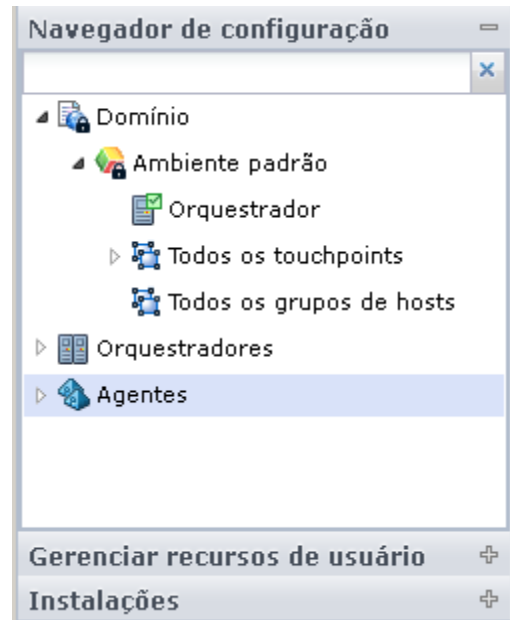 Navegador de configuração
Domínio
Ambiente padrão
Orquestrador
Todos os touchpoints
Todos os grupos de hosts
Orquestradores
Agentes
Gerenciar recursos de usuário
Instalações